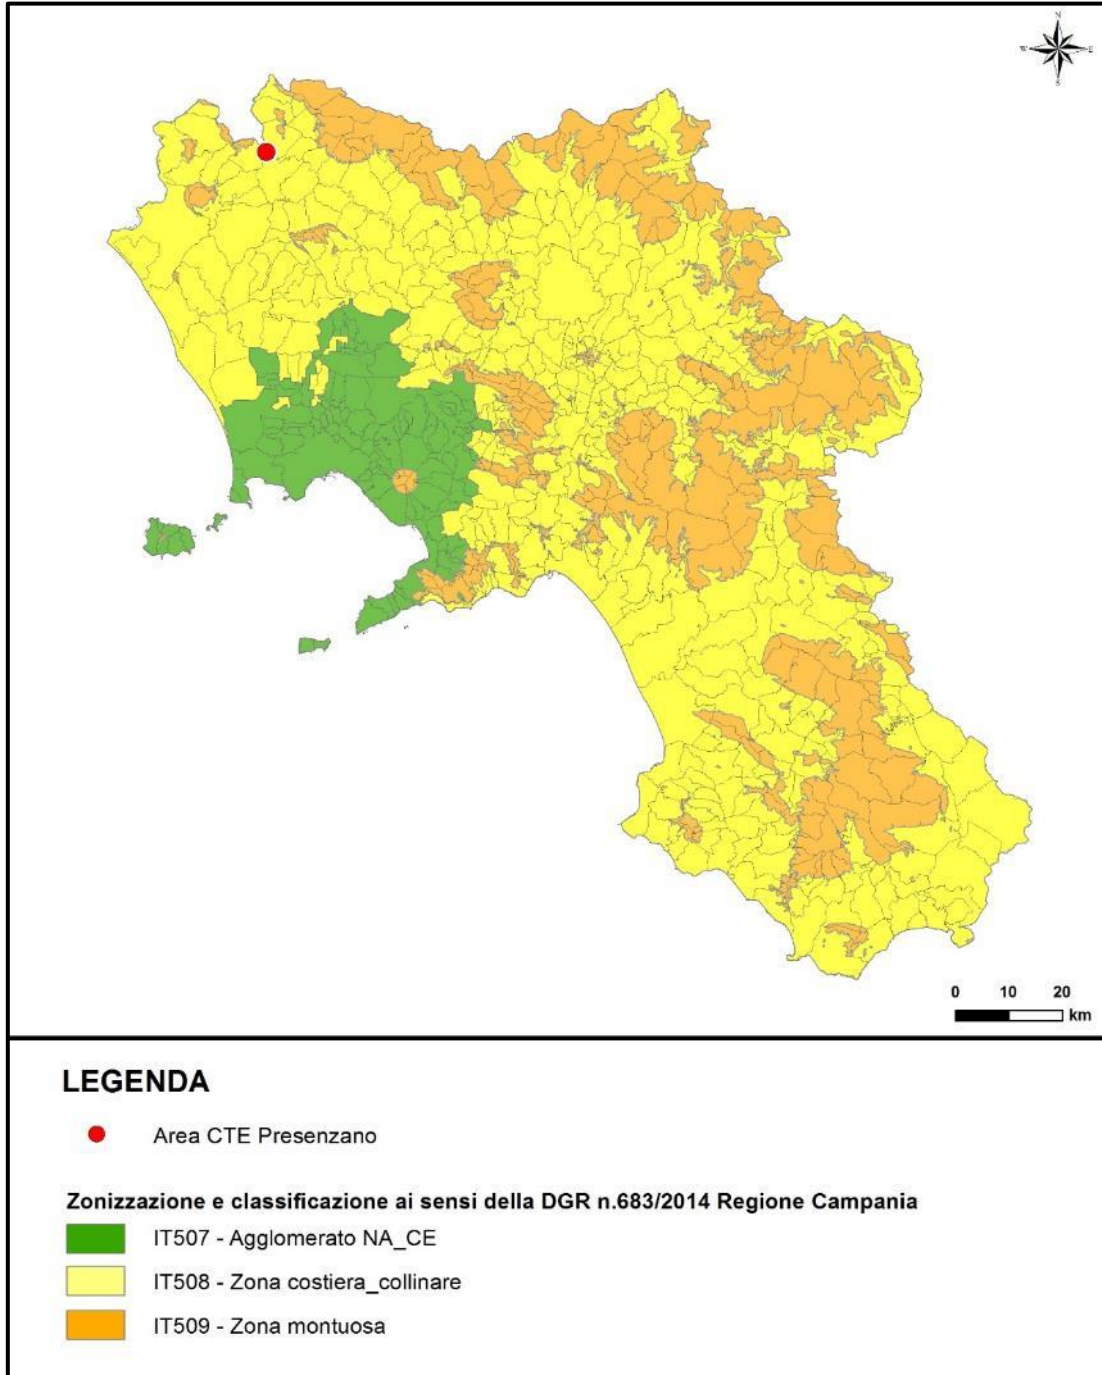 N
W E
S
0 10 20
km
LEGENDA
Area CTE Presenzano
Zonizzazione e classificazione ai sensi della DGR n.683/2014 Regione Campania
IT507 - Agglomerato NA_CE
IT508 - Zona costiera_collinare
IT509 - Zona montuosa